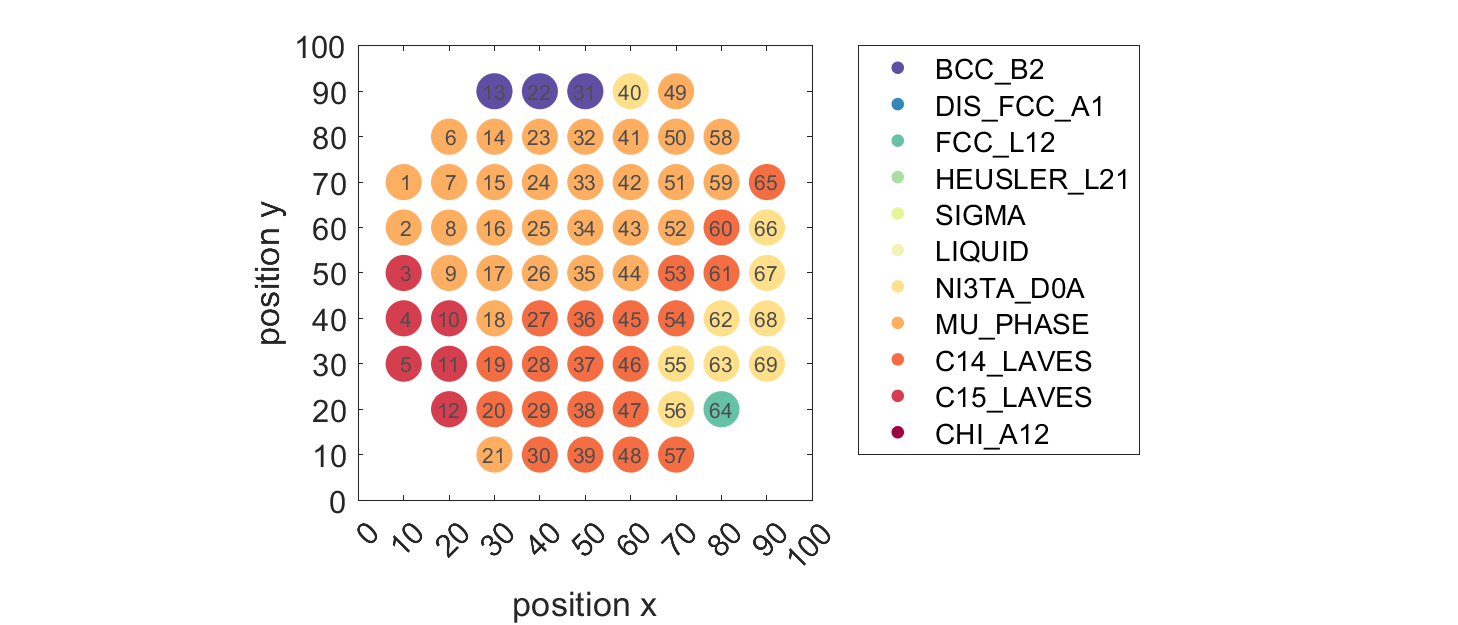 100
90 13 22 31 40 49
80 6 14 23 32 41 50 58
70 1 7 15 24 33 42 51 59 65
60 2 8 16 25 34 43 52 60 66
50 3 9 17 26 35 44 53 61 67
40 4 10 18 27 36 45 54 62 68
30 5 11 19 28 37 46 55 63 69
20 12 20 29 38 47 56 64
10 21 30 39 48 57
0
0 10 20 30 40 50 60 70 80 90 100
position x
position y
BCC_B2
DIS_FCC_A1
FCC_L12
HEUSLER_L21
SIGMA
LIQUID
NI3TA_D0A
MU_PHASE
C14_LAVES
C15_LAVES
CHI_A12